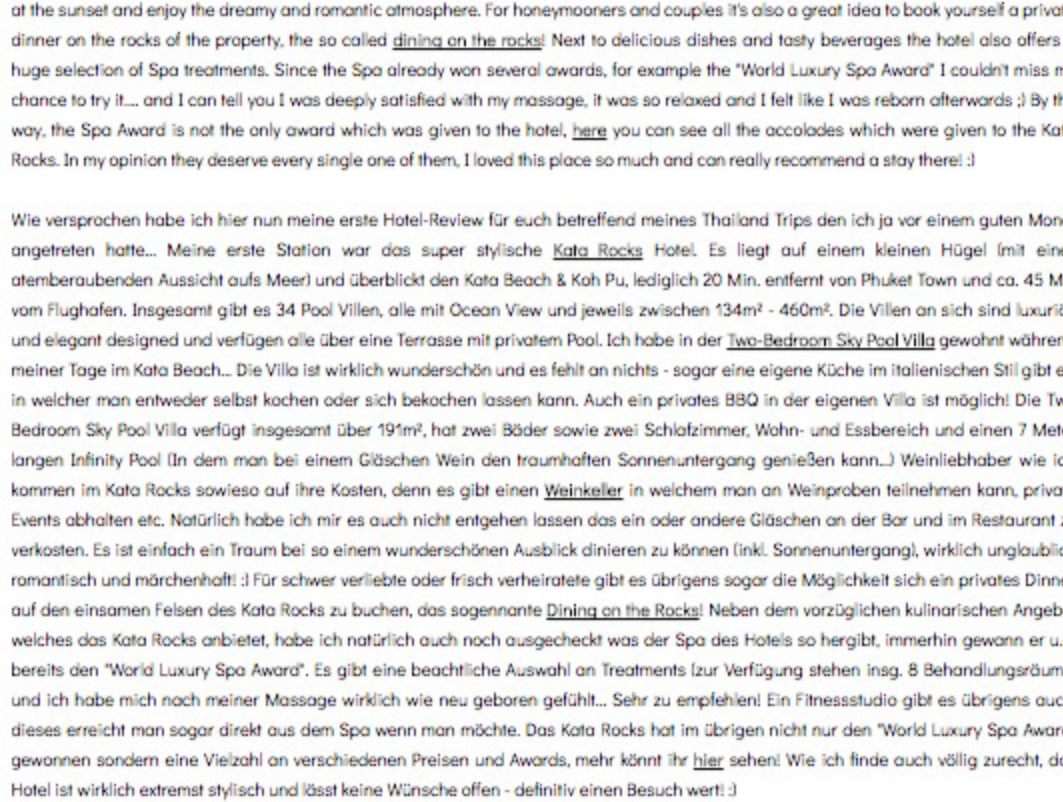 at the sunset and enjoy the dreamy and romantic atmosphere. For honeymooners and couples it's also a great idea to book yourself a
dinner on the rocks of the property, the so called dining on the rocks! Next to delicious dishes and tasty beverages the hotel also offers
huge selection of Spa treatments. Since the Spa already won several awards, for example the "World Luxury Spa Award" I couldn't miss
chance to try it.... and I can tell you I was deeply satisfied with my massage, it was so relaxed and I felt like I was reborn afterwards ;) By
way, the Spa Award is not the only award which was given to the hotel, here you can see all the accolades which were given to the
Rocks. In my opinion they deserve every single one of them, I loved this place so much and can really recommend a stay there! :)
Wie versprochen habe ich hier nun meine erste Hotel-Review für euch betreffend meines Thailand Trips den ich ja vor einem guten
angetreten hatte... Meine erste Station war das super stylische Kata Rocks Hotel. Es liegt auf einem kleinen Hügel (mit
atemberaubenden Aussicht aufs Meer) und überblickt den Kata Beach & Koh Pu, lediglich 20 Min. entfernt von Phuket Town und ca. 45
vom Flughafen. Insgesamt gibt es 34 Pool Villen, alle mit Ocean View und jeweils zwischen 134m² - 460m². Die Villen an sich sind
und elegant designed und verfügen alle über eine Terrasse mit privatem Pool. Ich habe in der Two-Bedroom Sky Pool Villa gewohnt
meiner Tage im Kata Beach... Die Villa ist wirklich wunderschön und es fehlt an nichts - sogar eine eigene Küche im italienischen Stil gibt
in welcher man entweder selbst kochen oder sich bekochen lassen kann. Auch ein privates BBQ in der eigenen Villa ist möglich! Die
Bedroom Sky Pool Villa verfügt insgesamt über 191m², hat zwei Bäder sowie zwei Schlafzimmer, Wohn- und Essbereich und einen 7
langen Infinity Pool (In dem man bei einem Gläschen Wein den traumhaften Sonnenuntergang genießen kann...) Weinliebhaber wie
kommen im Kata Rocks sowieso auf ihre Kosten, denn es gibt einen Weinkeller in welchem man an Weinproben teilnehmen kann,
Events abhalten etc. Natürlich habe ich mir es auch nicht entgehen lassen das ein oder andere Gläschen an der Bar und im Restaurant
verkosten. Es ist einfach ein Traum bei so einem wunderschönen Ausblick dinieren zu können (inkl. Sonnenuntergang), wirklich
romantisch und märchenhaft! :) Für schwer verliebte oder frisch verheiratete gibt es übrigens sogar die Möglichkeit sich ein privates
auf den einsamen Felsen des Kata Rocks zu buchen, das sogennante Dining on the Rocks! Neben dem vorzüglichen kulinarischen
welches das Kata Rocks anbietet, habe ich natürlich auch noch ausgecheckt was der Spa des Hotels so hergibt, immerhin gewann er
bereits den "World Luxury Spa Award". Es gibt eine beachtliche Auswahl an Treatments (zur Verfügung stehen insg. 8
und ich habe mich nach meiner Massage wirklich wie neu geboren gefühlt... Sehr zu empfehlen! Ein Fitnessstudio gibt es übrigens
dieses erreicht man sogar direkt aus dem Spa wenn man möchte. Das Kata Rocks hat im übrigen nicht nur den "World Luxury Spa
gewonnen sondern eine Vielzahl an verschiedenen Preisen und Awards, mehr könnt ihr hier sehen! Wie ich finde auch völlig zurecht,
Hotel ist wirklich extremst stylisch und lässt keine Wünsche offen - definitiv einen Besuch wert! :)